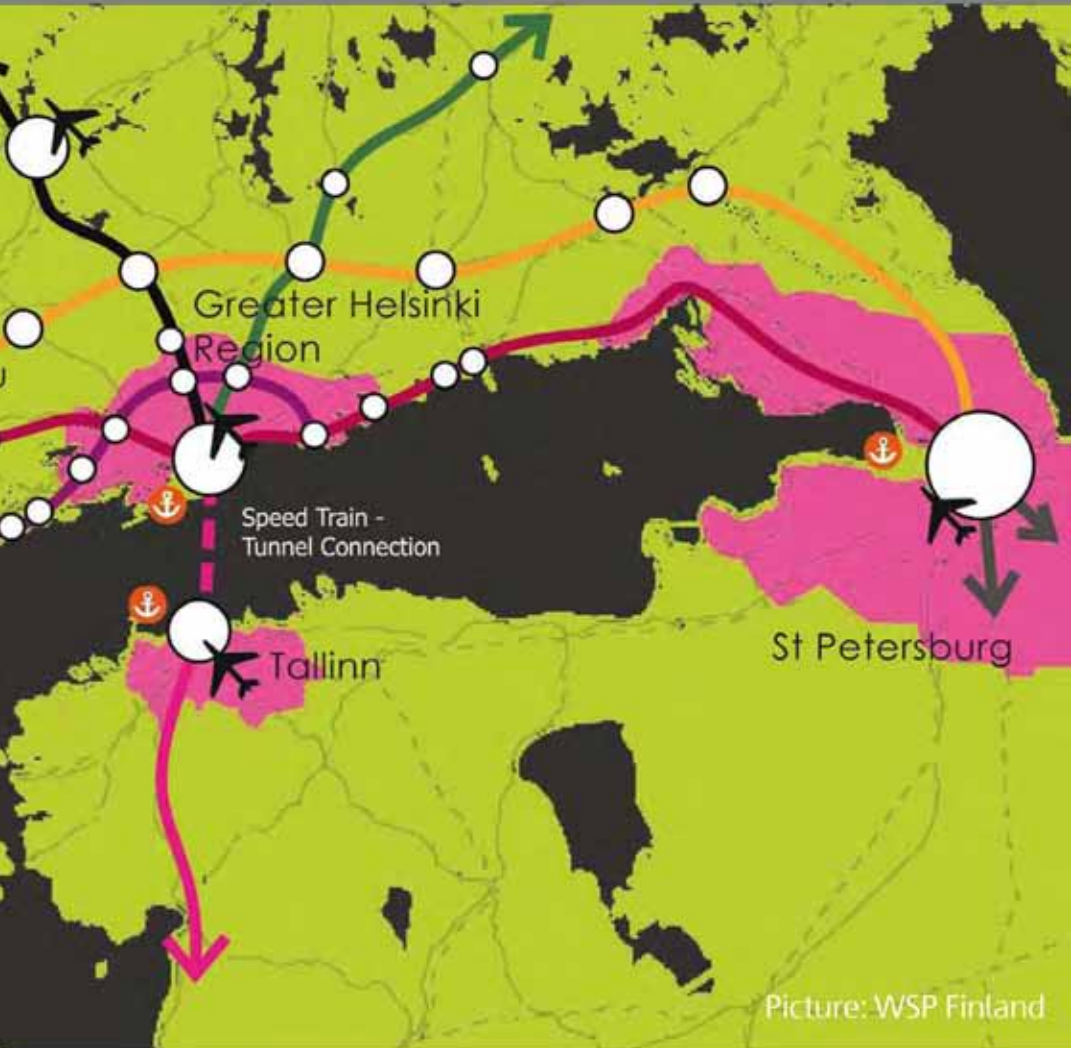 Greater Helsinki
Region
U
Speed Train -
Tunnel Connection
Tallinn
St Petersburg
Picture: WSP Finland